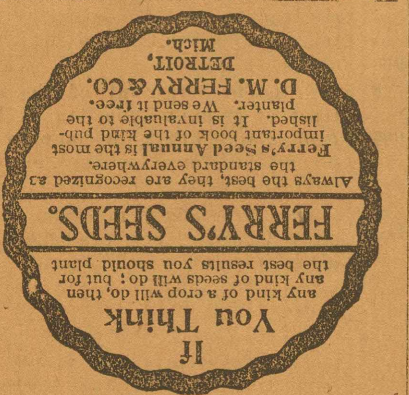 If
You Think
any kind of a crop will do, then
any kind of seeds will do; but for
the best results you should plant
FERRY'S SEEDS.
Always the best, they are recognized as
the standard everywhere.
Ferry's Seed Annual is the most
important book of the kind pub-
lished. It is invaluable to the
planter. We send it free.
D. M. FERRY & CO.
DETROIT,
Mich.